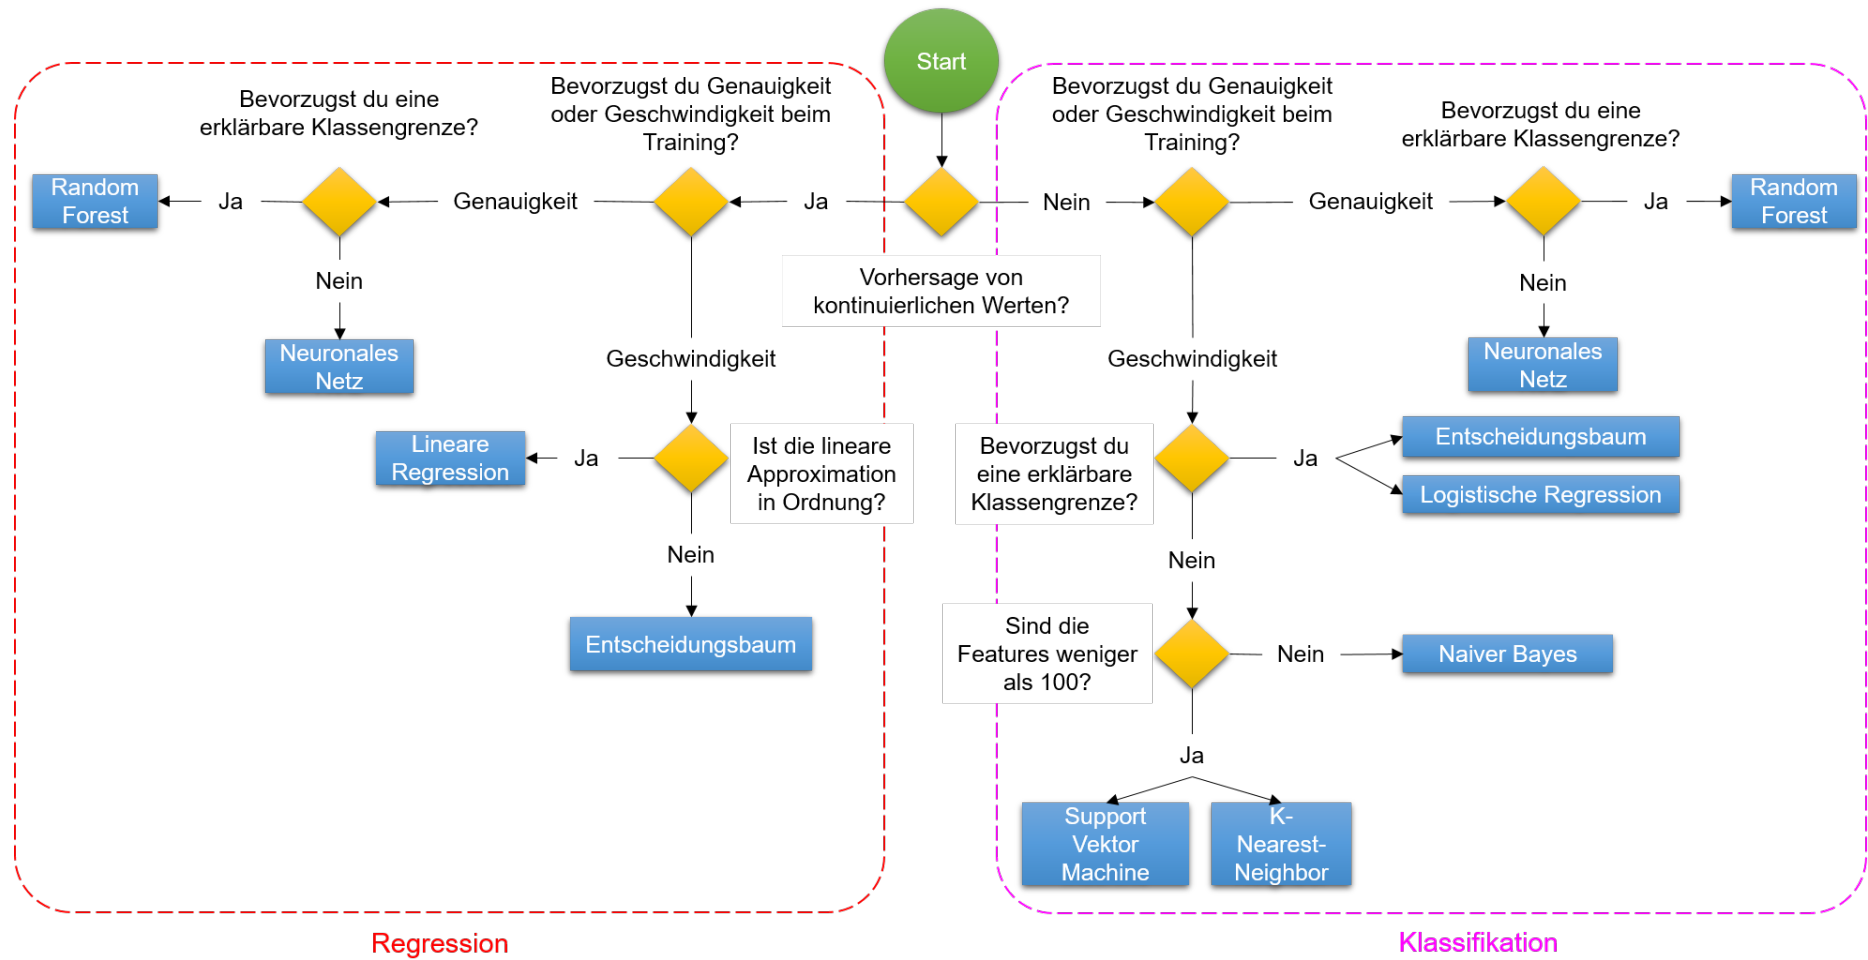 Start
Bevorzugst du eine
erklärbare Klassengrenze?
Bevorzugst du Genauigkeit
oder Geschwindigkeit beim
Training?
Bevorzugst du Genauigkeit
oder Geschwindigkeit beim
Training?
Bevorzugst du eine
erklärbare Klassengrenze?
Random
Forest
Ja
Genauigkeit
Ja
Nein
Genauigkeit
Ja
Random
Forest
Nein
Vorhersage von
kontinuierlichen Werten?
Nein
Neuronales
Netz
Geschwindigkeit
Geschwindigkeit
Neuronales
Netz
Lineare
Regression
Ja
Ist die lineare
Approximation
in Ordnung?
Bevorzugst du
eine erklärbare
Klassengrenze?
Ja
Entscheidungsbaum
Logistische Regression
Nein
Nein
Entscheidungsbaum
Sind die
Features weniger
als 100?
Nein
Naiver Bayes
Ja
Support
Vektor
Machine
K-
Nearest-
Neighbor
Regression
Klassifikation